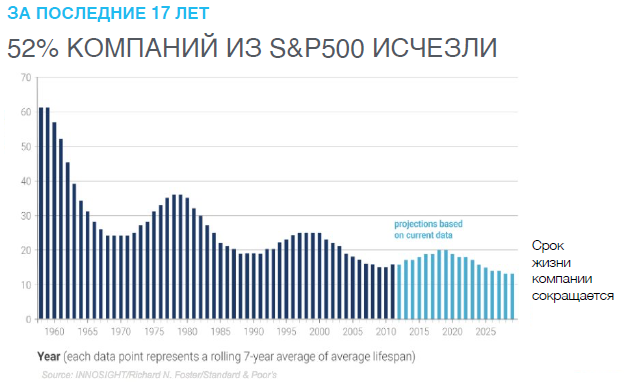 ЗА ПОСЛЕДНИЕ 17 ЛЕТ
52% КОМПАНИЙ ИЗ S&P500 ИСЧЕЗЛИ
70
60
50
40
30
20
10
0
projections based
on current data
Срок
жизни
компании
сокращается
1960 1965 1970 1975 1980 1985 1990 1995 2000 2005 2010 2015 2020 2025
Year (each data point represents a rolling 7-year average of average lifespan)
Source: INNOSIGHT/Richard N. Foster/Standard & Poor's